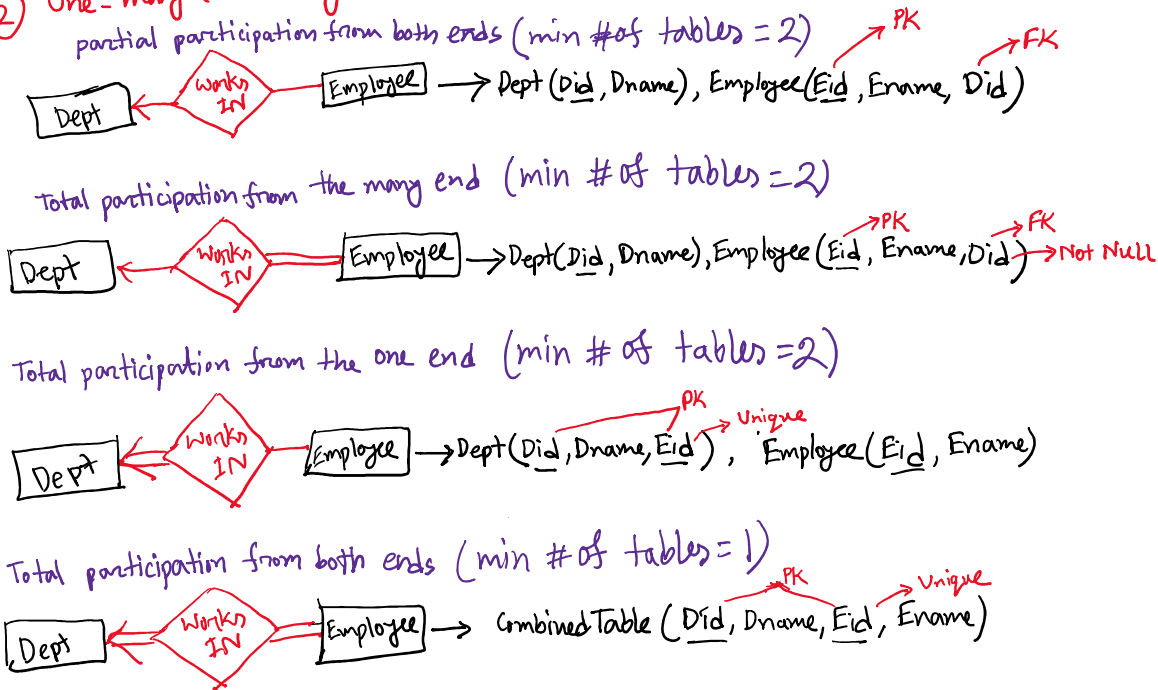 2) one-many
partial participation from both ends (min # of tables = 2)
PK
FK
Dept
Works IN
Employee
Dept (Did, Dname), Employee(Eid, Ename, Did)
Total participation from the many end (min # of tables = 2)
PK
FK
Dept
Works IN
Employee
Dept(Did, Dname), Employee (Eid, Ename, Did)
Not Null
Total participation from the one end (min # of tables = 2)
PK
Unique
Dept
Works IN
Employee
Dept(Did, Dname, Eid), Employee(Eid, Ename)
Total participation from both ends (min # of tables = 1)
PK
Unique
Dept
Works IN
Employee
Combined Table (Did, Dname, Eid, Ename)